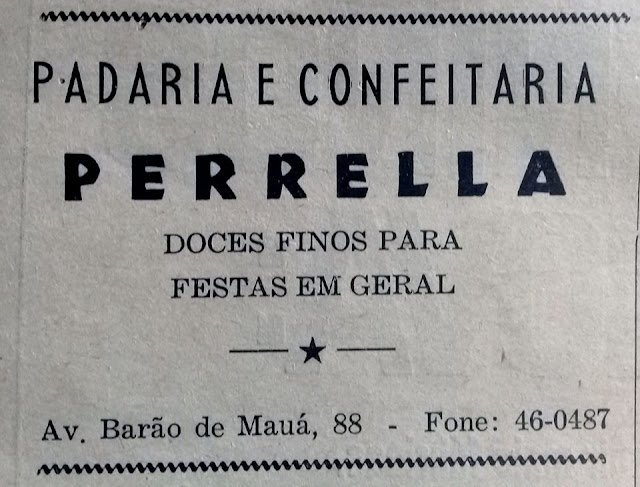 PADARIA E CONFEITARIA
PERRELLA
DOCES FINOS PARA
FESTAS EM GERAL
Av. Barão de Mauá, 88 - Fone: 46-0487